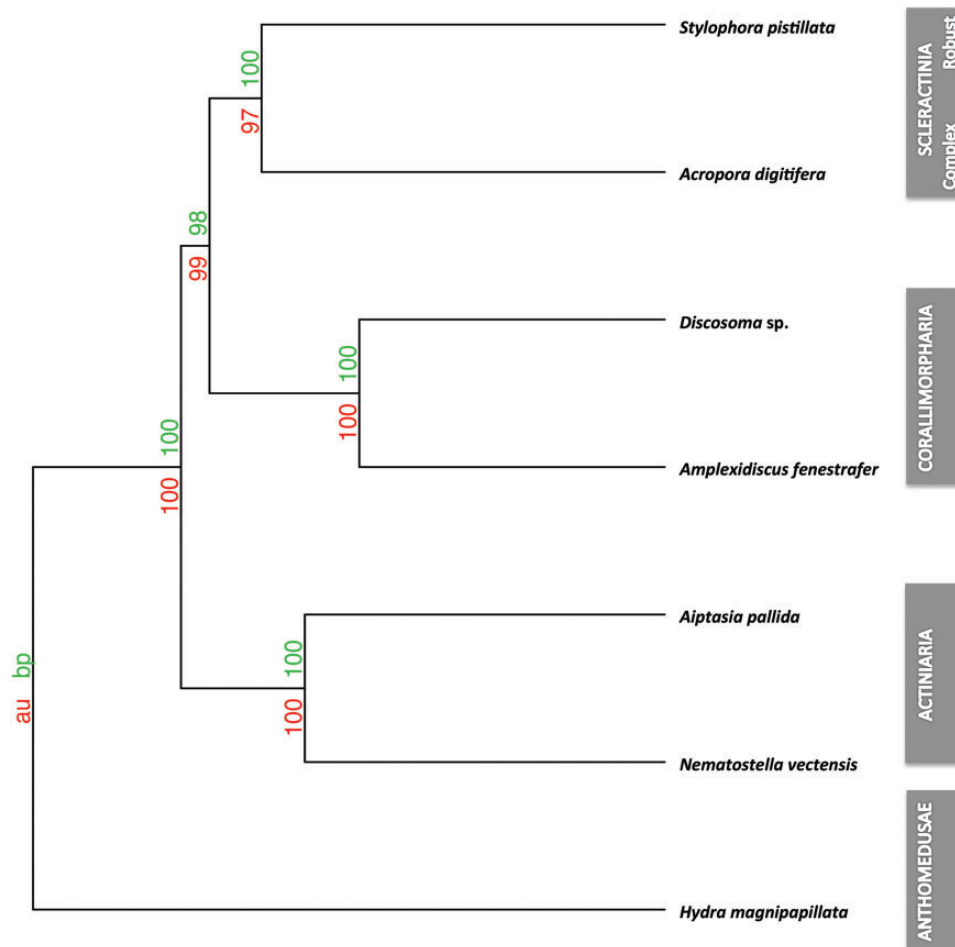 Stylophora pistillata
Acropora digitifera
Discosoma sp.
Amplexidiscus fenestrafer
Aiptasia pallida
Nematostella vectensis
Hydra magnipapillata
100
97
98
99
100
100
100
100
100
100
au bp
SCLERACTINIA
Complex Robust
CORALLIMORPHARIA
ACTINIARIA
ANTHOMEDUSAE